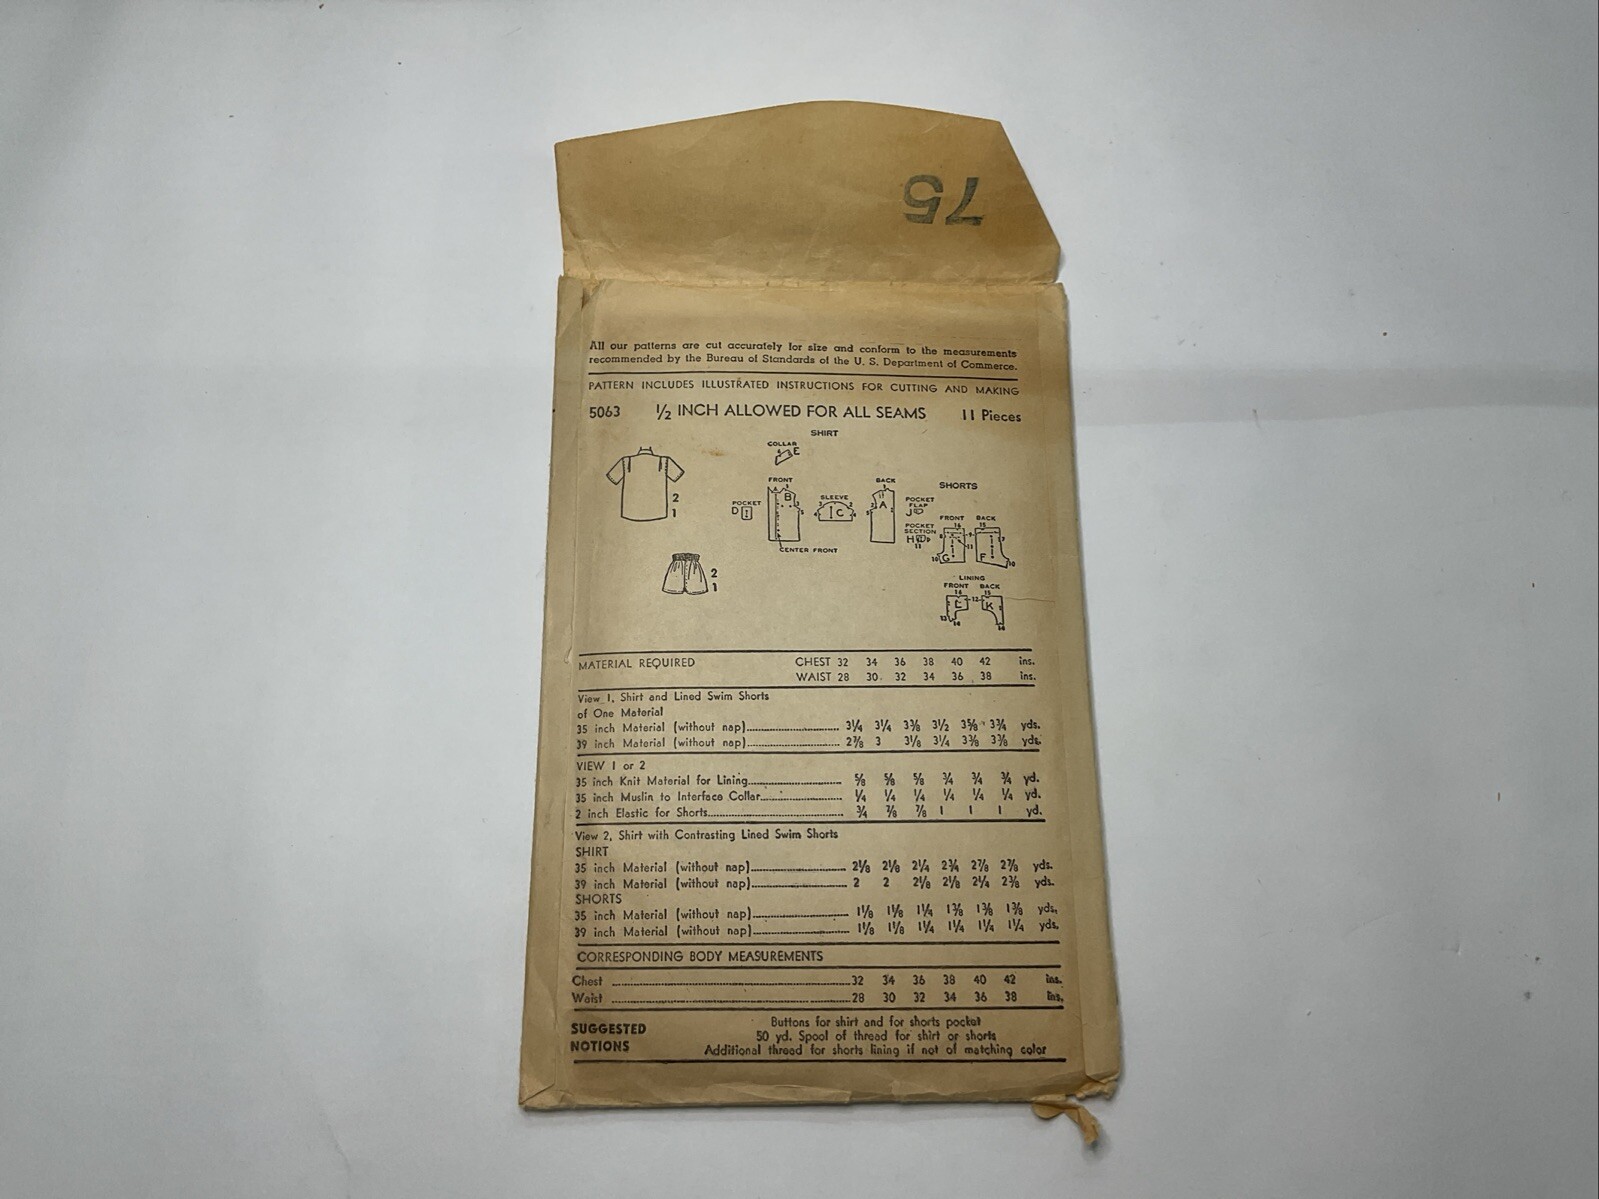 75
All our patterns are cut accurately for size and conform to the measurements
recommended by the Bureau of Standards of the U. S. Department of Commerce.
PATTERN INCLUDES ILLUSTRATED INSTRUCTIONS FOR CUTTING AND MAKING
5063 ½ INCH ALLOWED FOR ALL SEAMS 11 Pieces
SHIRT
COLLAR
E
FRONT
B
POCKET
D
SLEEVE
C
BACK
A
CENTER FRONT
2
1
2
1
SHORTS
POCKET
FLAP
J
POCKET
SECTION
H
11
FRONT BACK
16 15
G F
10 10
LINING
FRONT BACK
14 15
12
L K
13 14 14
MATERIAL REQUIRED CHEST 32 34 36 38 40 42 ins.
WAIST 28 30 32 34 36 38 ins.
View 1, Shirt and Lined Swim Shorts
of One Material
35 inch Material (without nap) 3¼ 3¼ 3⅜ 3½ 3⅝ 3¾ yds.
39 inch Material (without nap) 2⅞ 3 3⅛ 3¼ 3⅜ 3⅜ yds.
VIEW 1 or 2
35 inch Knit Material for Lining ⅝ ⅝ ⅝ ¾ ¾ ¾ yd.
35 inch Muslin to Interface Collar ¼ ¼ ¼ ¼ ¼ ¼ yd.
2 inch Elastic for Shorts ¾ ⅞ ⅞ 1 1 1 yd.
View 2, Shirt with Contrasting Lined Swim Shorts
SHIRT
35 inch Material (without nap) 2⅛ 2⅛ 2¼ 2¾ 2⅞ 2⅞ yds.
39 inch Material (without nap) 2 2 2⅛ 2⅛ 2¼ 2⅜ yds.
SHORTS
35 inch Material (without nap) 1⅛ 1⅛ 1¼ 1⅜ 1⅜ 1⅜ yds.
39 inch Material (without nap) 1⅛ 1⅛ 1¼ 1¼ 1¼ 1¼ yds.
CORRESPONDING BODY MEASUREMENTS
Chest 32 34 36 38 40 42 ins.
Waist 28 30 32 34 36 38 ins.
SUGGESTED
NOTIONS
Buttons for shirt and for shorts pocket
50 yd. Spool of thread for shirt or shorts
Additional thread for shorts lining if not of matching color